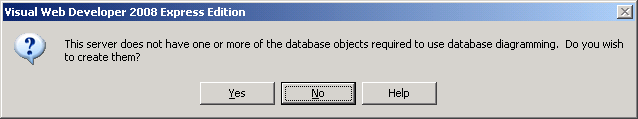 Visual Web Developer 2008 Express Edition
This server does not have one or more of the database objects required to use database diagramming. Do you wish
to create them?
Yes
No
Help